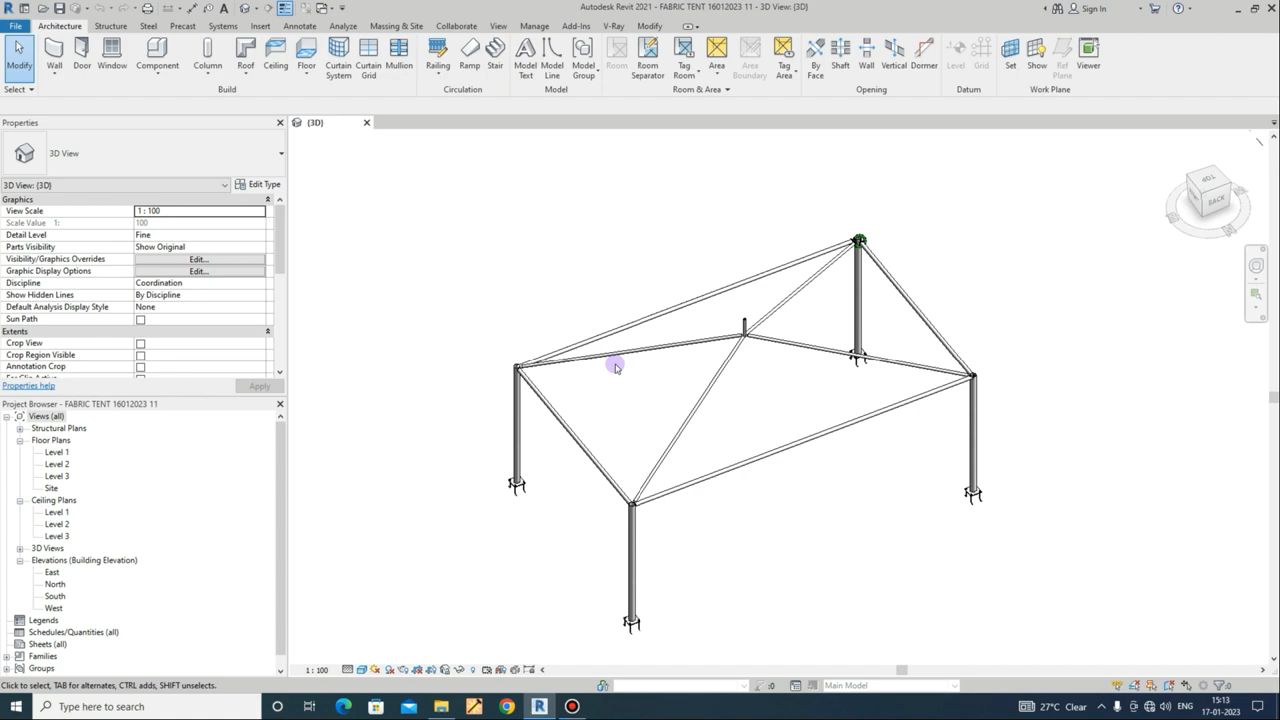 Autodesk Revit 2021 - FABRIC TENT 16012023 11 - 3D View: {3D}
Sign In
File Architecture Structure Steel Precast Systems Insert Annotate Analyze Massing & Site Collaborate View Manage Add-Ins V-Ray Modify
Modify Wall Door Window Component Column Roof Ceiling Floor Curtain System Curtain Grid Mullion Railing Ramp Stair Model Text Model Line Model Group Room Room Separator Tag Room Area Area Boundary Tag Area By Face Shaft Wall Vertical Dormer Level Grid Set Show Ref Plane Viewer
Select Build Circulation Model Room & Area Opening Datum Work Plane
Properties
{3D}
3D View
3D View: {3D} Edit Type
Graphics
View Scale 1 : 100
Scale Value 1: 100
Detail Level Fine
Parts Visibility Show Original
Visibility/Graphics Overrides Edit...
Graphic Display Options Edit...
Discipline Coordination
Show Hidden Lines By Discipline
Default Analysis Display Style None
Sun Path
Extents
Crop View
Crop Region Visible
Annotation Crop
Properties help Apply
Project Browser - FABRIC TENT 16012023 11
Views (all)
Structural Plans
Floor Plans
Level 1
Level 2
Level 3
Site
Ceiling Plans
Level 1
Level 2
Level 3
3D Views
Elevations (Building Elevation)
East
North
South
West
Legends
Schedules/Quantities (all)
Sheets (all)
Families
Groups
TOP
BACK
1 : 100
Click to select, TAB for alternates, CTRL adds, SHIFT unselects.
:0
Main Model
:0
Type here to search
27°C Clear
ENG
15:13
17-01-2023